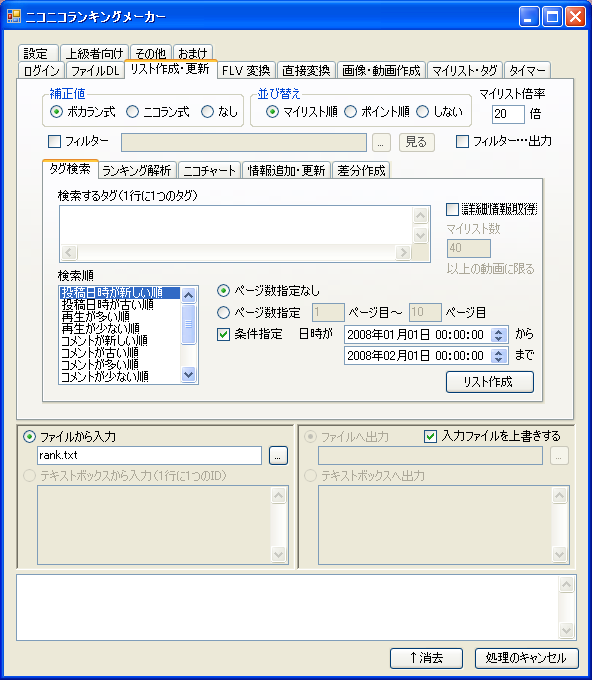 ニコニコランキングメーカー
設定 上級者向け その他 おまけ
ログイン ファイルDL リスト作成・更新 FLV 変換 直接変換 画像・動画作成 マイリスト・タグ タイマー
補正値 並び替え マイリスト倍率
ボカラン式 ニコラン式 なし マイリスト順 ポイント順 しない 20 倍
フィルター ... 見る フィルター…出力
タグ検索 ランキング解析 ニコチャート 情報追加・更新 差分作成
検索するタグ(1行に1つのタグ)
詳細情報取得
マイリスト数
40
以上の動画に限る
検索順
投稿日時が新しい順
投稿日時が古い順
再生が多い順
再生が少ない順
コメントが新しい順
コメントが古い順
コメントが多い順
コメントが少ない順
ページ数指定なし
ページ数指定 1 ページ目～ 10 ページ目
条件指定 日時が 2008年01月01日 00:00:00 から
2008年02月01日 00:00:00 まで
リスト作成
ファイルから入力
rank.txt ...
テキストボックスから入力(1行に1つのID)
ファイルへ出力 入力ファイルを上書きする
...
テキストボックスへ出力
↑消去 処理のキャンセル